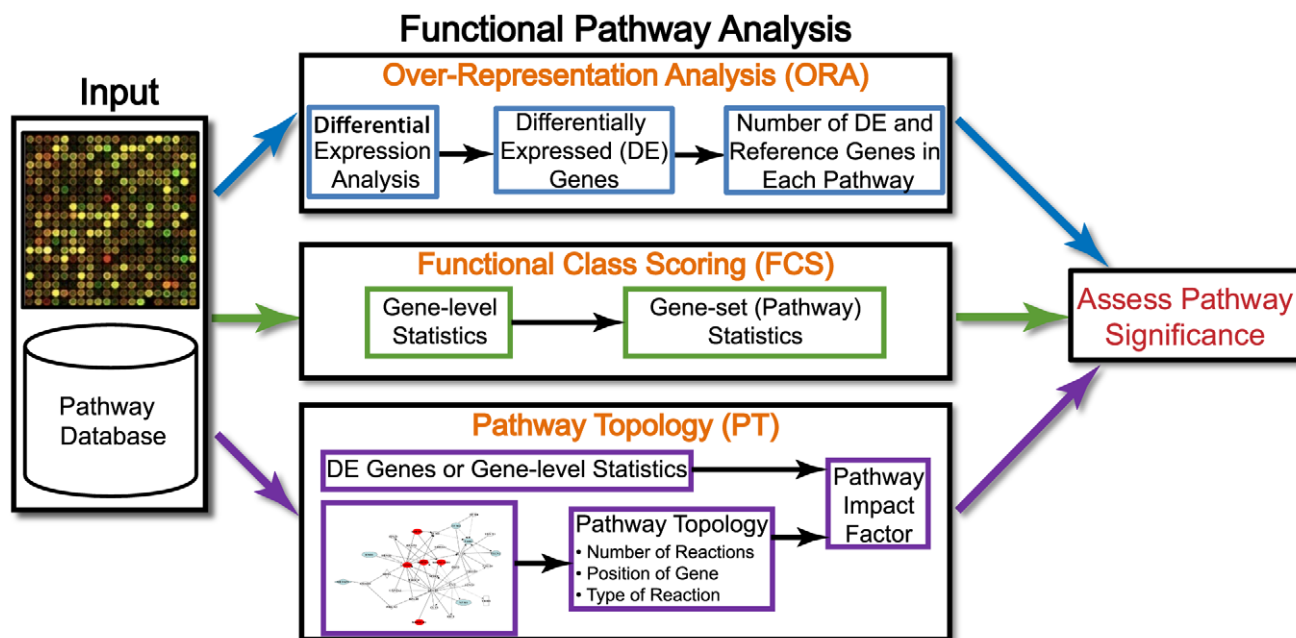 Functional Pathway Analysis
Input
Pathway
Database
Over-Representation Analysis (ORA)
Differential
Expression
Analysis
Differentially
Expressed (DE)
Genes
Number of DE and
Reference Genes in
Each Pathway
Functional Class Scoring (FCS)
Gene-level
Statistics
Gene-set (Pathway)
Statistics
Pathway Topology (PT)
DE Genes or Gene-level Statistics
Pathway Topology
• Number of Reactions
• Position of Gene
• Type of Reaction
Pathway
Impact
Factor
Assess Pathway
Significance